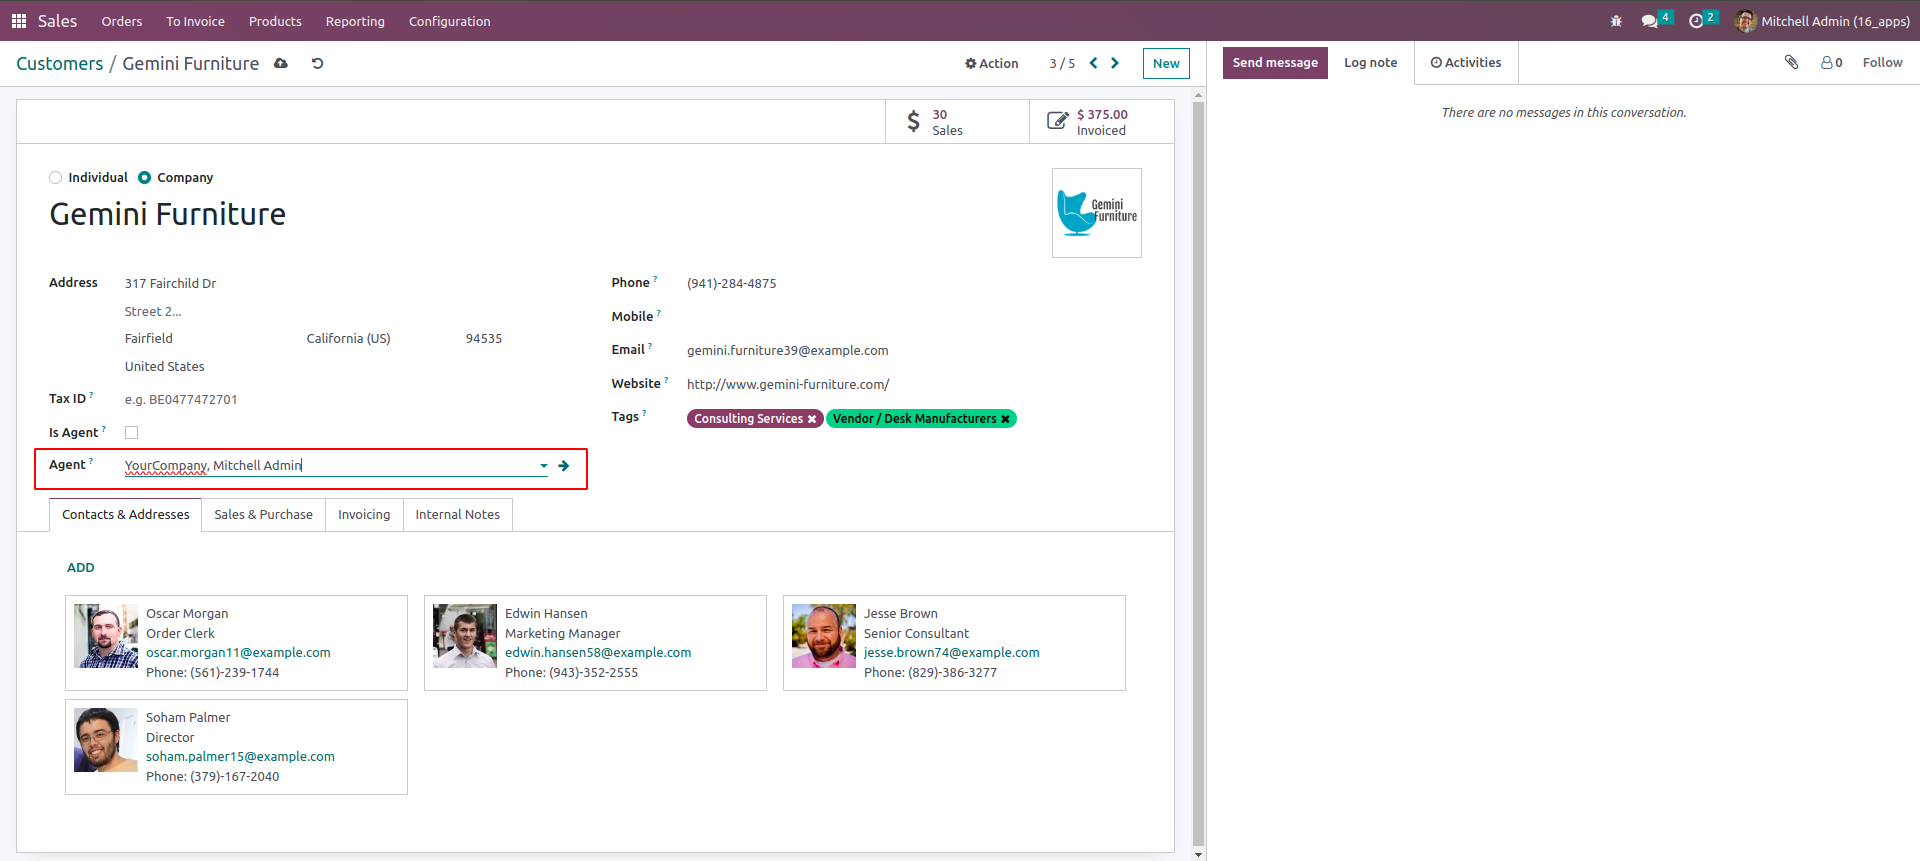 Sales Orders To Invoice Products Reporting Configuration 4 2 Mitchell Admin (16_apps)
Customers / Gemini Furniture Action 3 / 5 New Send message Log note Activities 0 Follow
There are no messages in this conversation.
$ 30 Sales
$ 375.00 Invoiced
Individual Company
Gemini Furniture
Gemini
Furniture
Address 317 Fairchild Dr
Street 2...
Fairfield California (US) 94535
United States
Tax ID ? e.g. BE0477472701
Is Agent ?
Agent ? YourCompany, Mitchell Admin
Phone ? (941)-284-4875
Mobile ?
Email ? gemini.furniture39@example.com
Website ? http://www.gemini-furniture.com/
Tags ? Consulting Services Vendor / Desk Manufacturers
Contacts & Addresses Sales & Purchase Invoicing Internal Notes
ADD
Oscar Morgan
Order Clerk
oscar.morgan11@example.com
Phone: (561)-239-1744
Edwin Hansen
Marketing Manager
edwin.hansen58@example.com
Phone: (943)-352-2555
Jesse Brown
Senior Consultant
jesse.brown74@example.com
Phone: (829)-386-3277
Soham Palmer
Director
soham.palmer15@example.com
Phone: (379)-167-2040